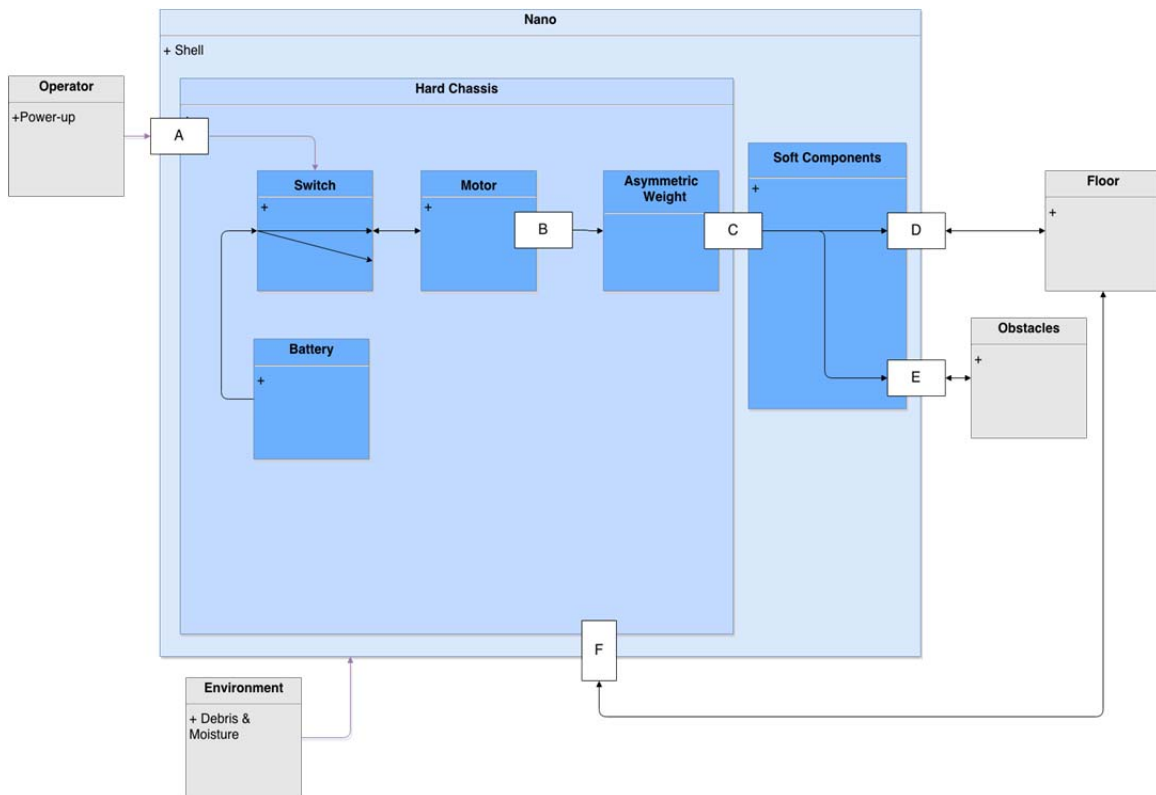 Nano
+ Shell
Operator
+Power-up
Hard Chassis
A
Switch
+
Motor
+
B
Asymmetric
Weight
+
C
Soft Components
+
D
E
Floor
+
Obstacles
+
Battery
+
F
Environment
+ Debris &
Moisture